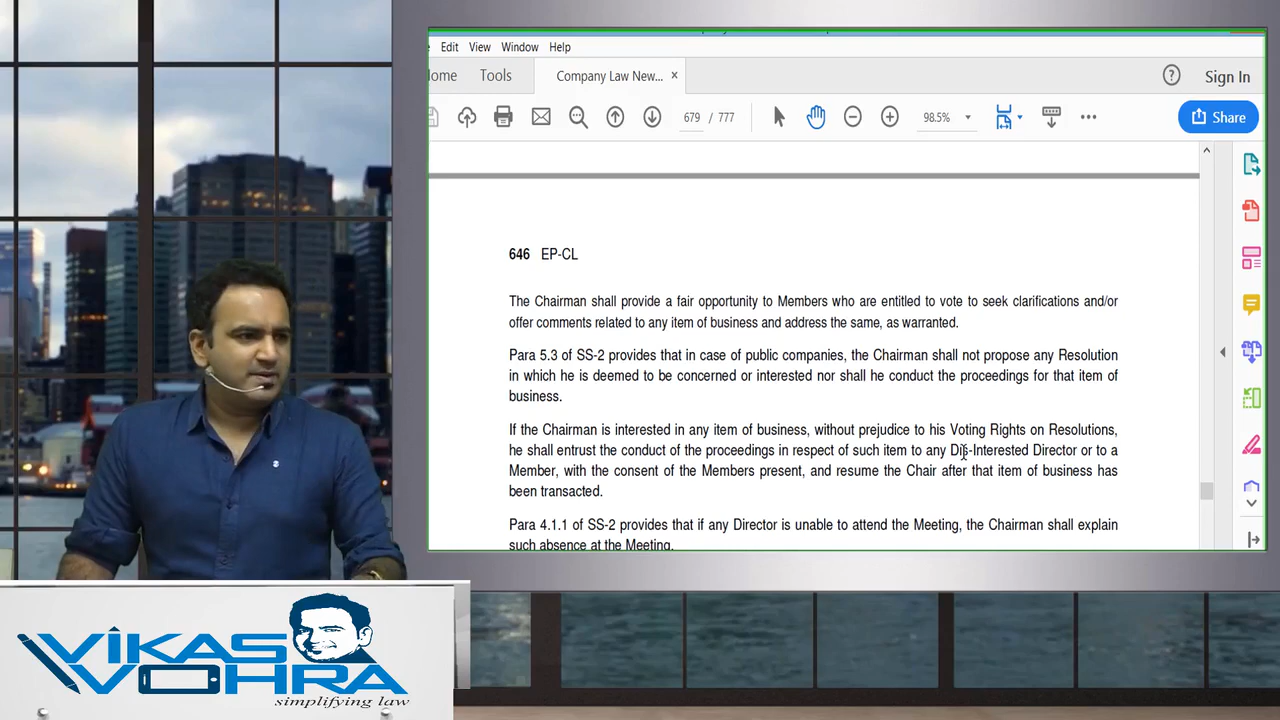 Edit View Window Help
ome Tools Company Law New... × Sign In
679 / 777 98.5% Share
646 EP-CL
The Chairman shall provide a fair opportunity to Members who are entitled to vote to seek clarifications and/or
offer comments related to any item of business and address the same, as warranted.
Para 5.3 of SS-2 provides that in case of public companies, the Chairman shall not propose any Resolution
in which he is deemed to be concerned or interested nor shall he conduct the proceedings for that item of
business.
If the Chairman is interested in any item of business, without prejudice to his Voting Rights on Resolutions,
he shall entrust the conduct of the proceedings in respect of such item to any Dis-Interested Director or to a
Member, with the consent of the Members present, and resume the Chair after that item of business has
been transacted.
Para 4.1.1 of SS-2 provides that if any Director is unable to attend the Meeting, the Chairman shall explain
such absence at the Meeting.
VIKAS
VOHRA
simplifying law